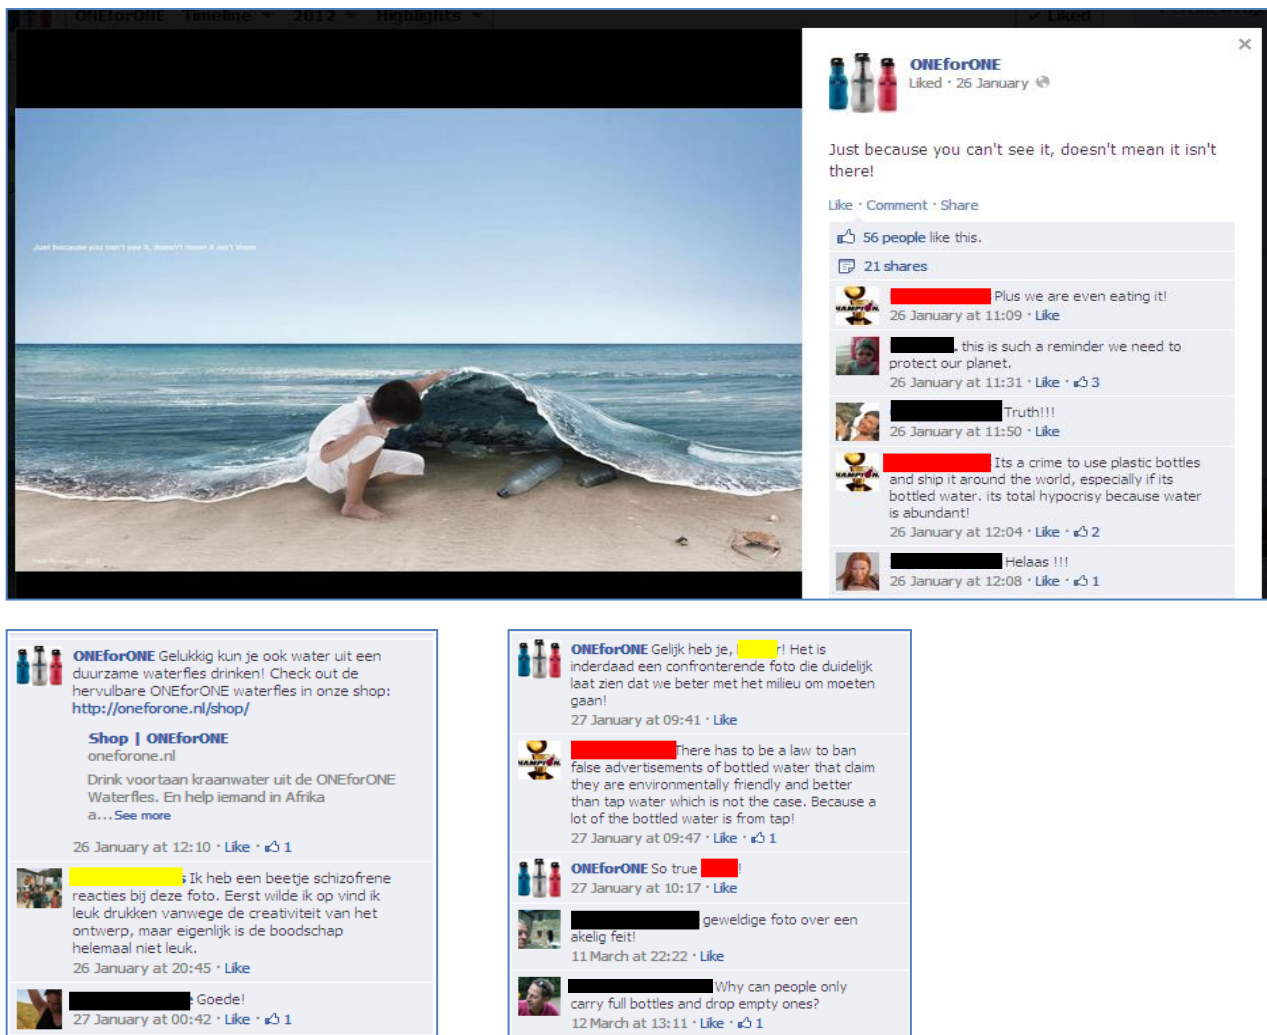 ONEforONE Timeline 2012 Highlights
Liked
ONEforONE
Liked · 26 January
Just because you can't see it, doesn't mean it isn't
there!
Like · Comment · Share
Just because you can't see it, doesn't mean it isn't there
56 people like this.
21 shares
Plus we are even eating it!
26 January at 11:09 · Like
. this is such a reminder we need to
protect our planet.
26 January at 11:31 · Like · 3
Truth!!!
26 January at 11:50 · Like
Its a crime to use plastic bottles
and ship it around the world, especially if its
bottled water. its total hypocrisy because water
is abundant!
26 January at 12:04 · Like · 2
Helaas !!!
26 January at 12:08 · Like · 1
ONEforONE Gelukkig kun je ook water uit een
duurzame waterfles drinken! Check out de
hervulbare ONEforONE waterfles in onze shop:
http://oneforone.nl/shop/
Shop | ONEforONE
oneforone.nl
Drink voortaan kraanwater uit de ONEforONE
Waterfles. En help iemand in Afrika
a...See more
26 January at 12:10 · Like · 1
s Ik heb een beetje schizofrene
reacties bij deze foto. Eerst wilde ik op vind ik
leuk drukken vanwege de creativiteit van het
ontwerp, maar eigenlijk is de boodschap
helemaal niet leuk.
26 January at 20:45 · Like
Goede!
27 January at 00:42 · Like · 1
ONEforONE Gelijk heb je, r! Het is
inderdaad een confronterende foto die duidelijk
laat zien dat we beter met het milieu om moeten
gaan!
27 January at 09:41 · Like
There has to be a law to ban
false advertisements of bottled water that claim
they are environmentally friendly and better
than tap water which is not the case. Because a
lot of the bottled water is from tap!
27 January at 09:47 · Like · 1
ONEforONE So true !
27 January at 10:17 · Like
geweldige foto over een
akelig feit!
11 March at 22:22 · Like
Why can people only
carry full bottles and drop empty ones?
12 March at 13:11 · Like · 1